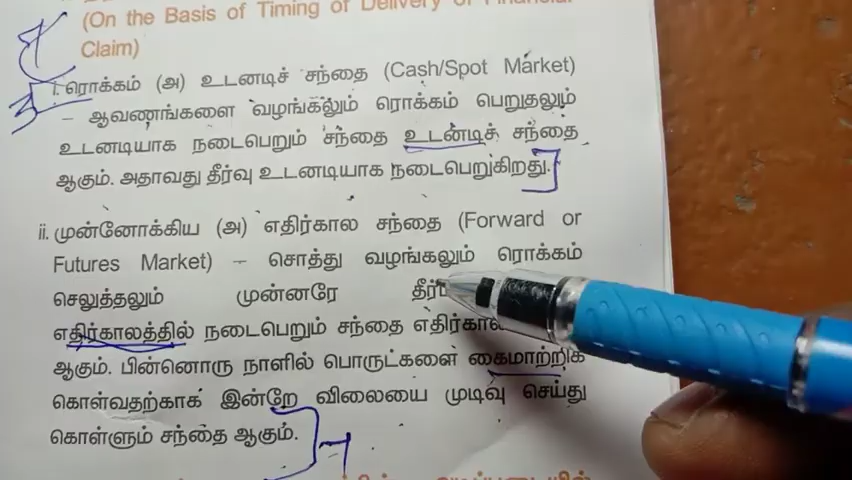 (On the Basis of Timing of Delivery of Financial
Claim)
i. ரொக்கம் (அ) உடனடிச் சந்தை (Cash/Spot Market)
– ஆவணங்களை வழங்கலும் ரொக்கம் பெறுதலும்
உடனடியாக நடைபெறும் சந்தை உடனடிச் சந்தை
ஆகும். அதாவது தீர்வு உடனடியாக நடைபெறுகிறது.
ii. முன்னோக்கிய (அ) எதிர்கால சந்தை (Forward or
Futures Market) – சொத்து வழங்கலும் ரொக்கம்
செலுத்தலும் முன்னரே
எதிர்காலத்தில் நடைபெறும் சந்தை
ஆகும். பின்னொரு நாளில் பொருட்களை கைமாற்றிக்
கொள்வதற்காக இன்றே விலையை முடிவு செய்து
கொள்ளும் சந்தை ஆகும்.